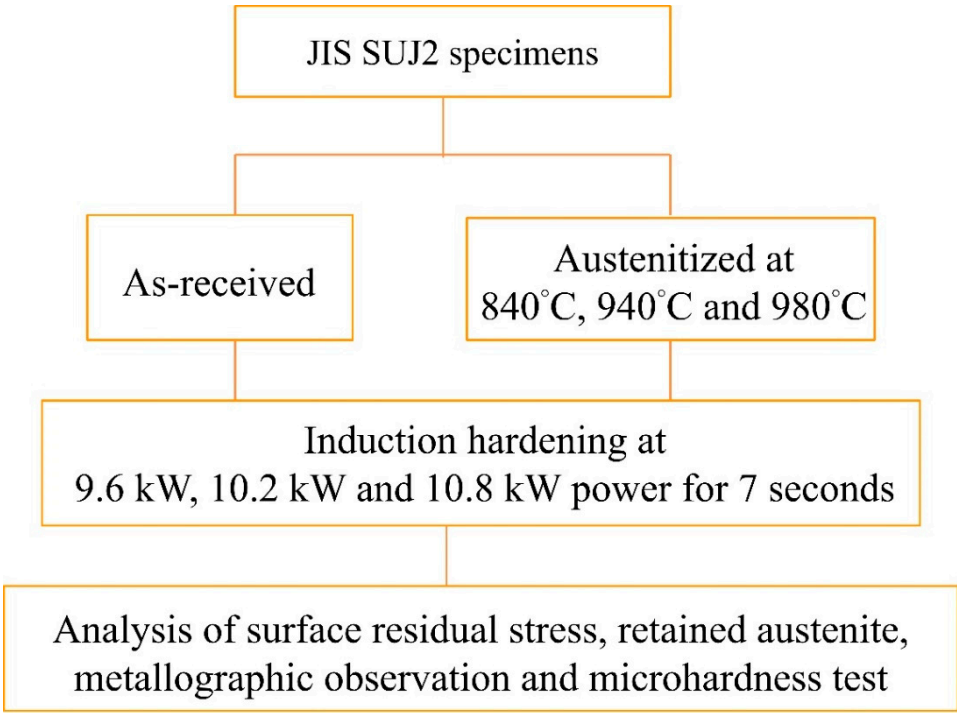 JIS SUJ2 specimens
As-received
Austenitized at
840°C, 940°C and 980°C
Induction hardening at
9.6 kW, 10.2 kW and 10.8 kW power for 7 seconds
Analysis of surface residual stress, retained austenite,
metallographic observation and microhardness test